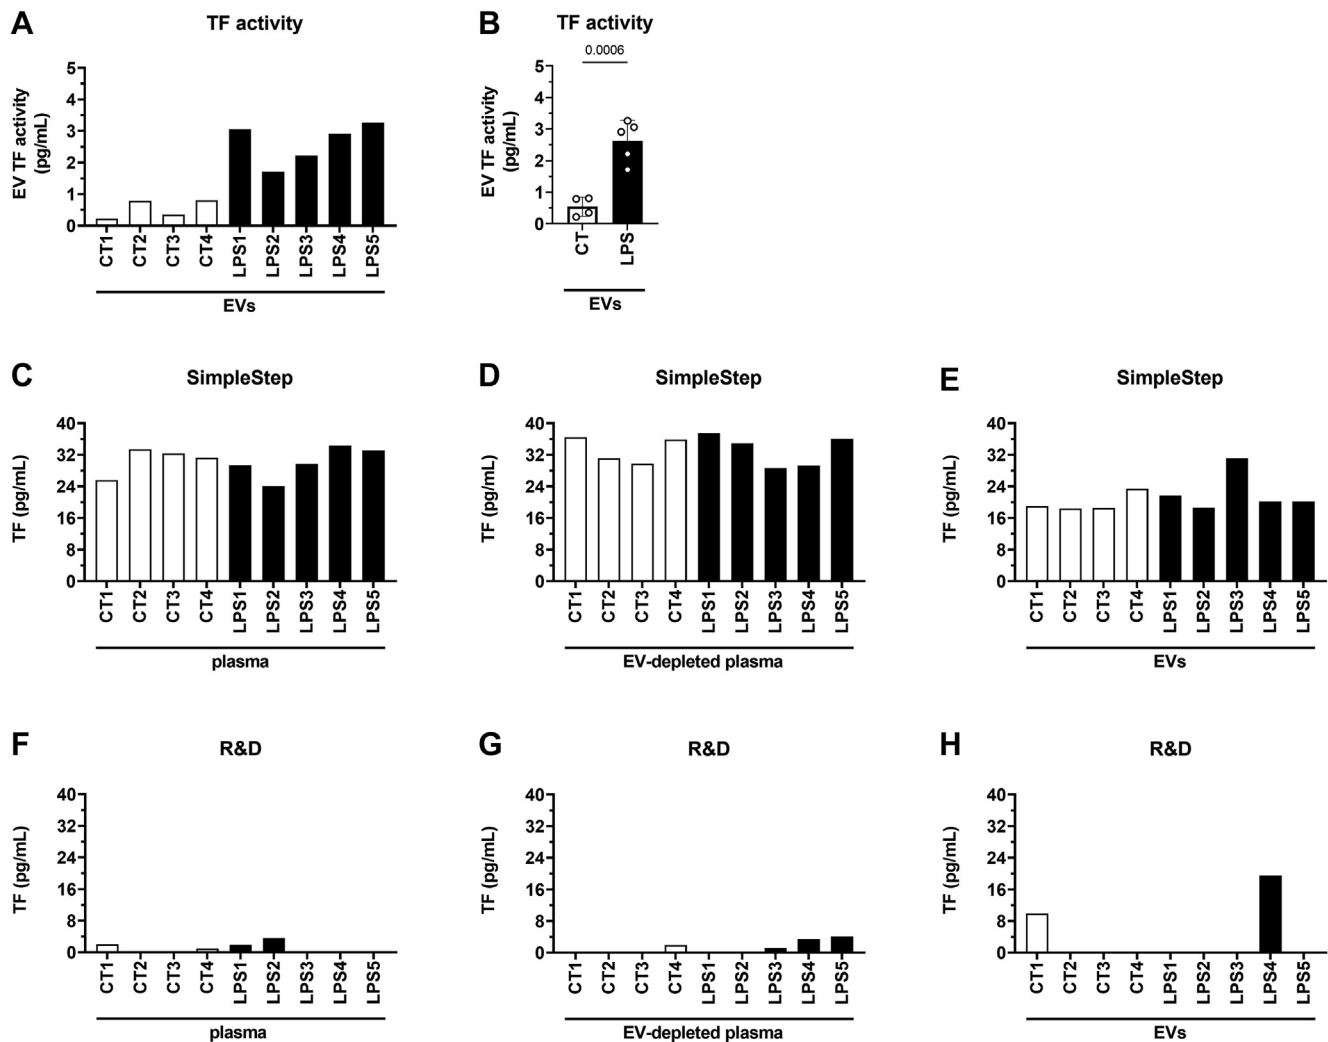 A
TF activity
EV TF activity
(pg/mL)
5
4
3
2
1
0
CT1
CT2
CT3
CT4
LPS1
LPS2
LPS3
LPS4
LPS5
EVs
B
TF activity
0.0006
EV TF activity
(pg/mL)
5
4
3
2
1
0
CT
LPS
EVs
C
SimpleStep
TF (pg/mL)
40
32
24
16
8
0
CT1
CT2
CT3
CT4
LPS1
LPS2
LPS3
LPS4
LPS5
plasma
D
SimpleStep
TF (pg/mL)
40
32
24
16
8
0
CT1
CT2
CT3
CT4
LPS1
LPS2
LPS3
LPS4
LPS5
EV-depleted plasma
E
SimpleStep
TF (pg/mL)
40
32
24
16
8
0
CT1
CT2
CT3
CT4
LPS1
LPS2
LPS3
LPS4
LPS5
EVs
F
R&D
TF (pg/mL)
40
32
24
16
8
0
CT1
CT2
CT3
CT4
LPS1
LPS2
LPS3
LPS4
LPS5
plasma
G
R&D
TF (pg/mL)
40
32
24
16
8
0
CT1
CT2
CT3
CT4
LPS1
LPS2
LPS3
LPS4
LPS5
EV-depleted plasma
H
R&D
TF (pg/mL)
40
32
24
16
8
0
CT1
CT2
CT3
CT4
LPS1
LPS2
LPS3
LPS4
LPS5
EVs